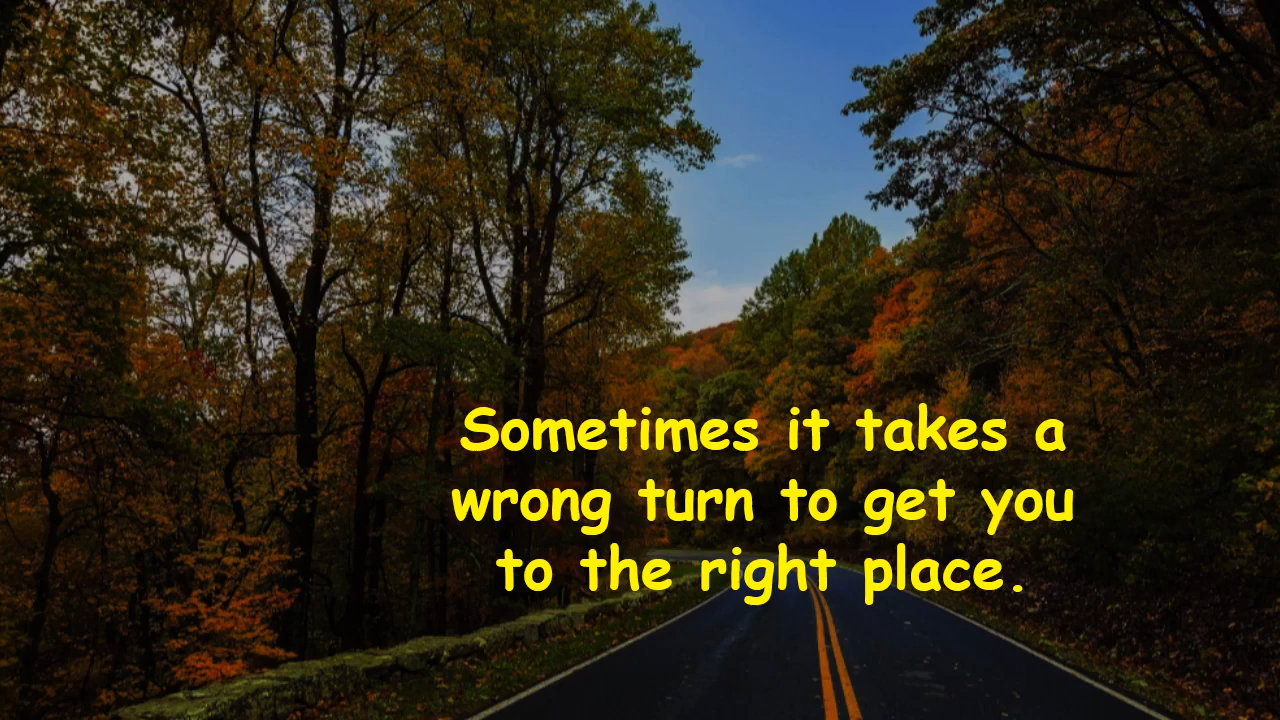 Sometimes it takes a
wrong turn to get you
to the right place.